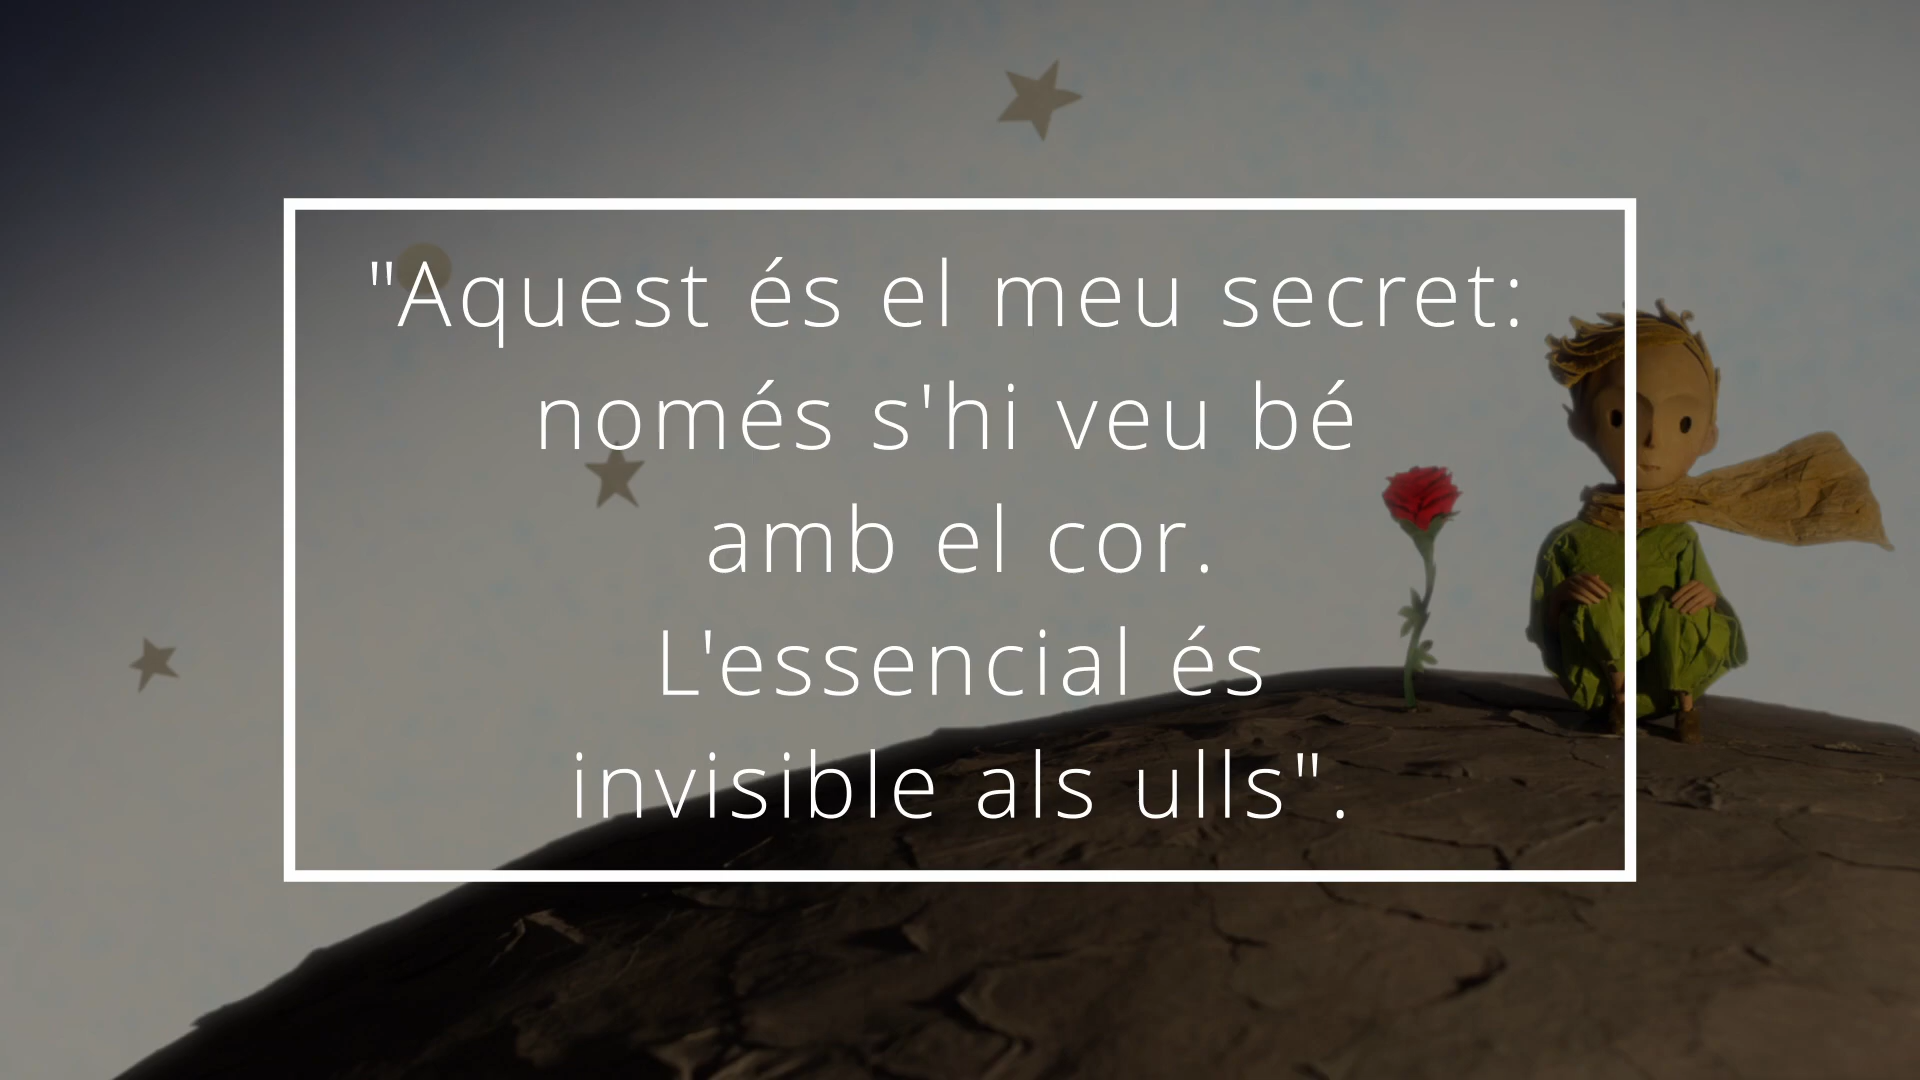 "Aquest és el meu secret:
només s'hi veu bé
amb el cor.
L'essencial és
invisible als ulls".